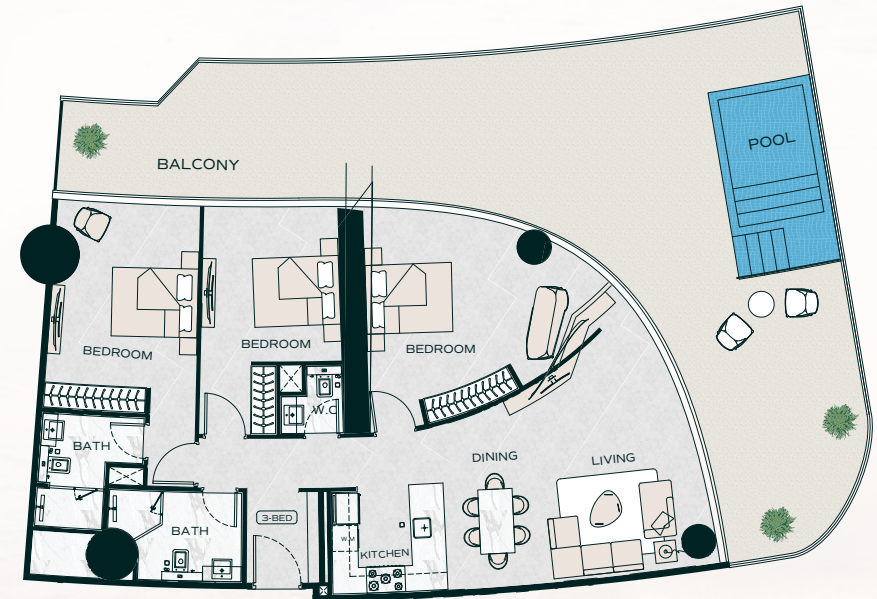 BALCONY
POOL
BEDROOM
BEDROOM
BEDROOM
W.C
BATH
DINING
LIVING
BATH
3-BED
W.M
KITCHEN